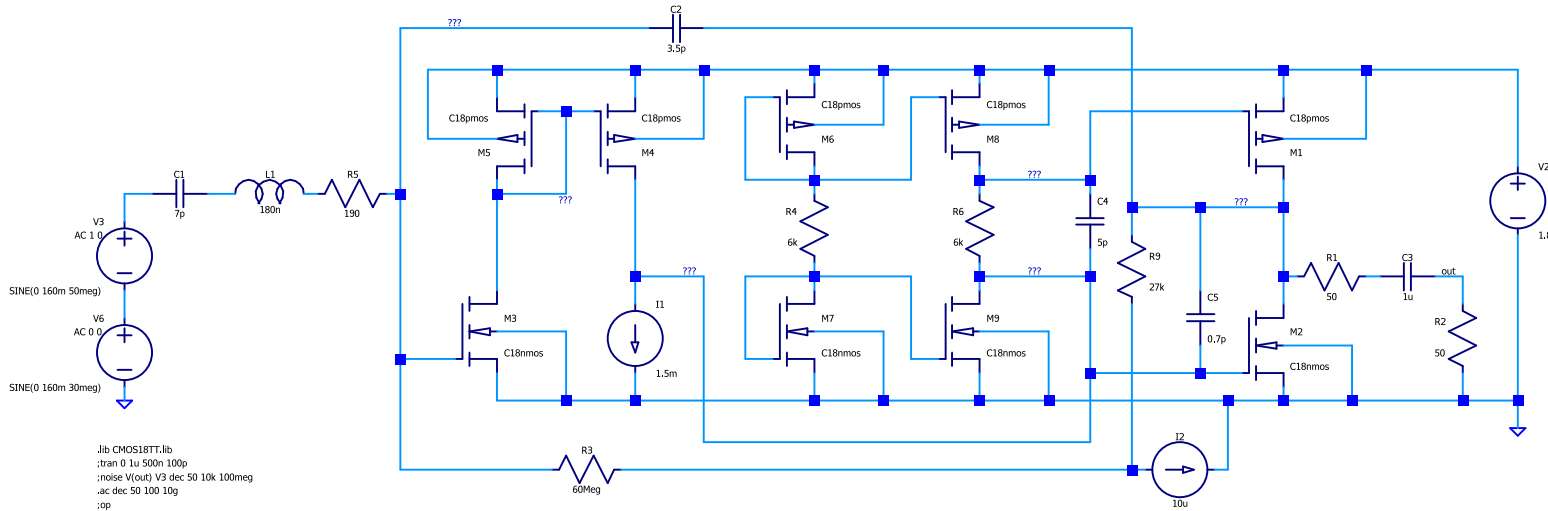 C2
???
3.5p
C18pmos
C18pmos
C18pmos
C18pmos
C18pmos
M5
M4
M6
M8
M1
C1
7p
L1
180n
R5
190
???
???
???
V2
1.8
V3
AC 1 0
SINE(0 160m 50meg)
R4
6k
R6
6k
C4
5p
R9
27k
???
R1
50
C3
1u
out
V6
AC 0 0
SINE(0 160m 30meg)
M3
C18nmos
I1
1.5m
M7
C18nmos
M9
C18nmos
C5
0.7p
M2
C18nmos
R2
50
I2
10u
R3
60Meg
.lib CMOS18TT.lib
;tran 0 1u 500n 100p
;noise V(out) V3 dec 50 10k 100meg
.ac dec 50 100 10g
;op